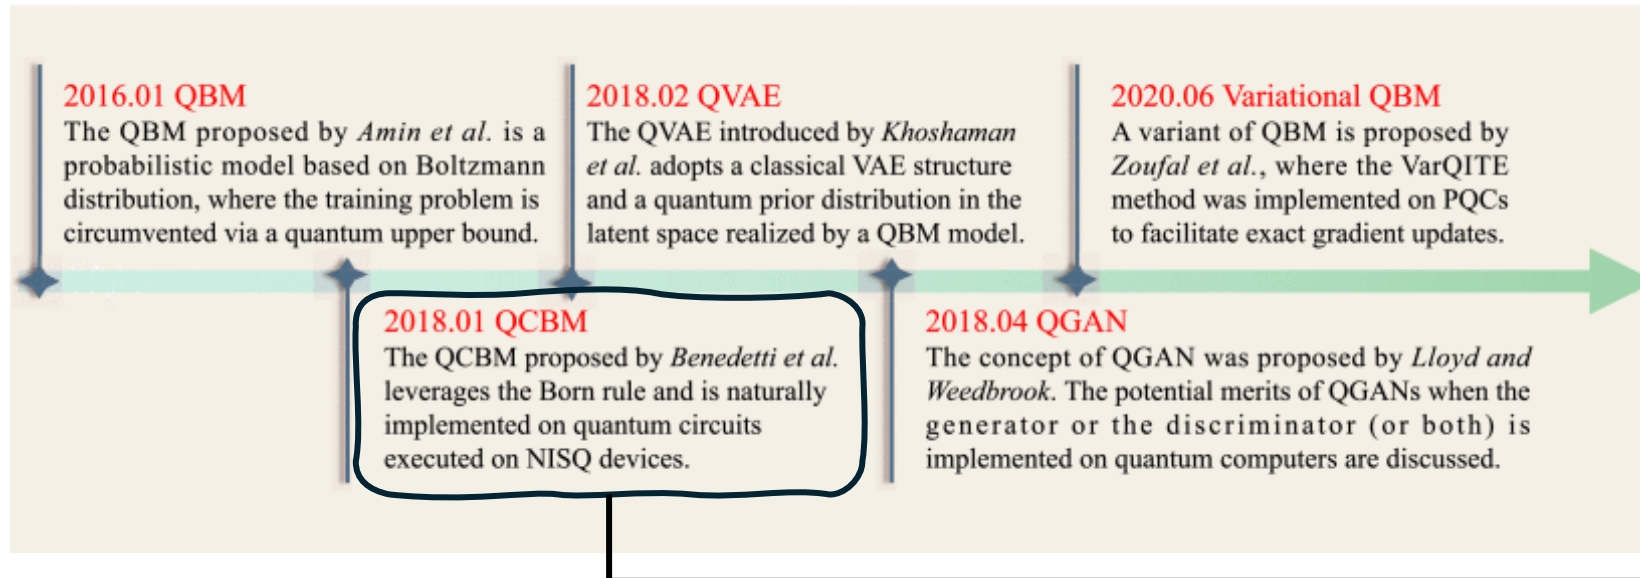 2016.01 QBM
The QBM proposed by Amin et al. is a
probabilistic model based on Boltzmann
distribution, where the training problem is
circumvented via a quantum upper bound.
2018.01 QCBM
The QCBM proposed by Benedetti et al.
leverages the Born rule and is naturally
implemented on quantum circuits
executed on NISQ devices.
2018.02 QVAE
The QVAE introduced by Khoshaman
et al. adopts a classical VAE structure
and a quantum prior distribution in the
latent space realized by a QBM model.
2018.04 QGAN
The concept of QGAN was proposed by Lloyd and
Weedbrook. The potential merits of QGANs when the
generator or the discriminator (or both) is
implemented on quantum computers are discussed.
2020.06 Variational QBM
A variant of QBM is proposed by
Zoufal et al., where the VarQITE
method was implemented on PQCs
to facilitate exact gradient updates.